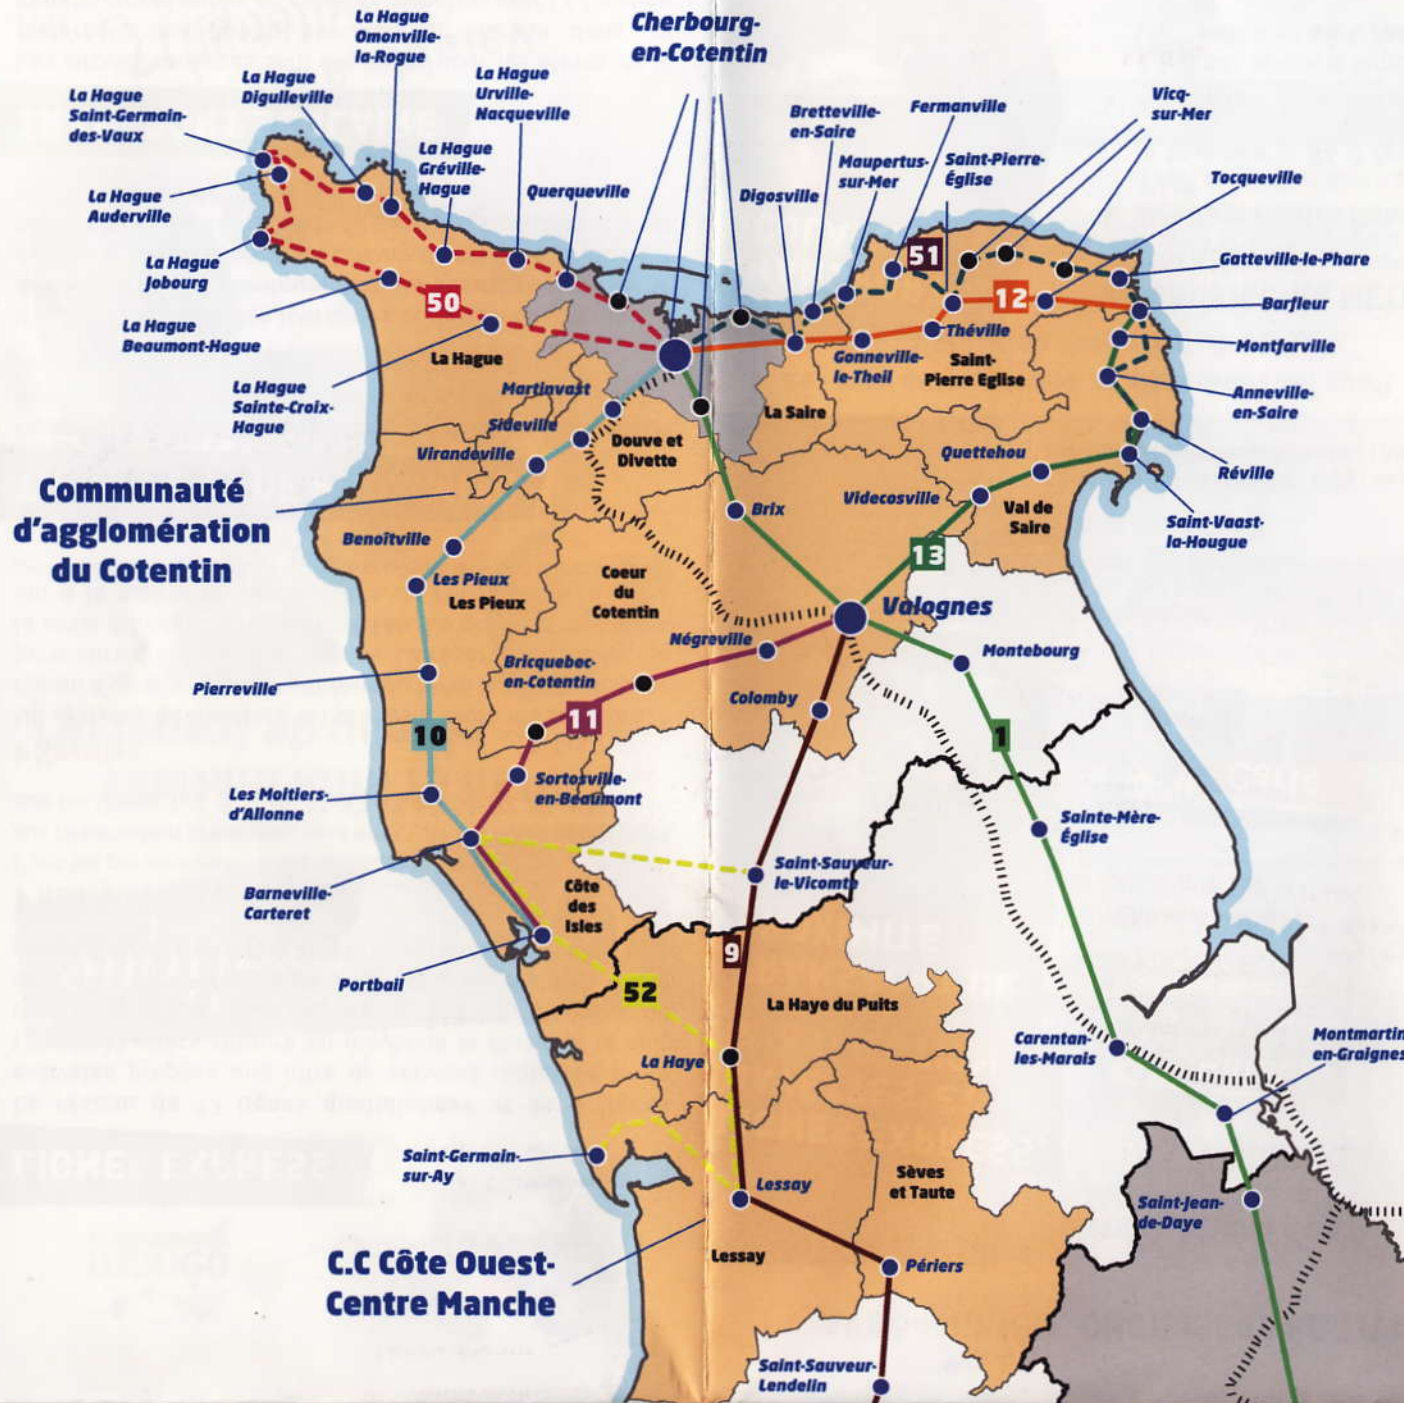 La Hague
Omonville-
la-Rogue
Cherbourg-
en-Cotentin
La Hague
Digulleville
La Hague
Urville-
Nacqueville
La Hague
Saint-Germain-
des-Vaux
Bretteville-
en-Saire
Fermanville
Vicq-
sur-Mer
La Hague
Gréville-
Hague
Maupertus-
sur-Mer
Saint-Pierre-
Église
Tocqueville
La Hague
Auderville
Querqueville
Digosville
La Hague
Jobourg
51
Gatteville-le-Phare
50
12
Barfleur
La Hague
Beaumont-Hague
La Hague
Théville
Montfarville
Gonneville-
le-Theil
Saint-
Pierre Eglise
La Hague
Sainte-Croix-
Hague
Martinvast
La Saire
Anneville-
en-Saire
Sideville
Virandeville
Douve et
Divette
Quettehou
Réville
Communauté
d'agglomération
du Cotentin
Videcosville
Brix
Val de
Saire
Saint-Vaast-
la-Hougue
Benoîtville
13
Les Pieux
Les Pieux
Coeur
du
Cotentin
Valognes
Négreville
Montebourg
Bricquebec-
en-Cotentin
Pierreville
Colomby
11
10
1
Sortosville-
en-Beaumont
Les Moitiers-
d'Allonne
Sainte-Mère-
Église
Saint-Sauveur-
le-Vicomte
Barneville-
Carteret
Côte
des
Isles
9
Portbail
52
La Haye du Puits
La Haye
Carentan-
les-Marais
Montmartin
en-Graignes
Saint-Germain-
sur-Ay
Lessay
Sèves
et Taute
Saint-Jean-
de-Daye
C.C Côte Ouest-
Centre Manche
Lessay
Périers
Saint-Sauveur-
Lendelin